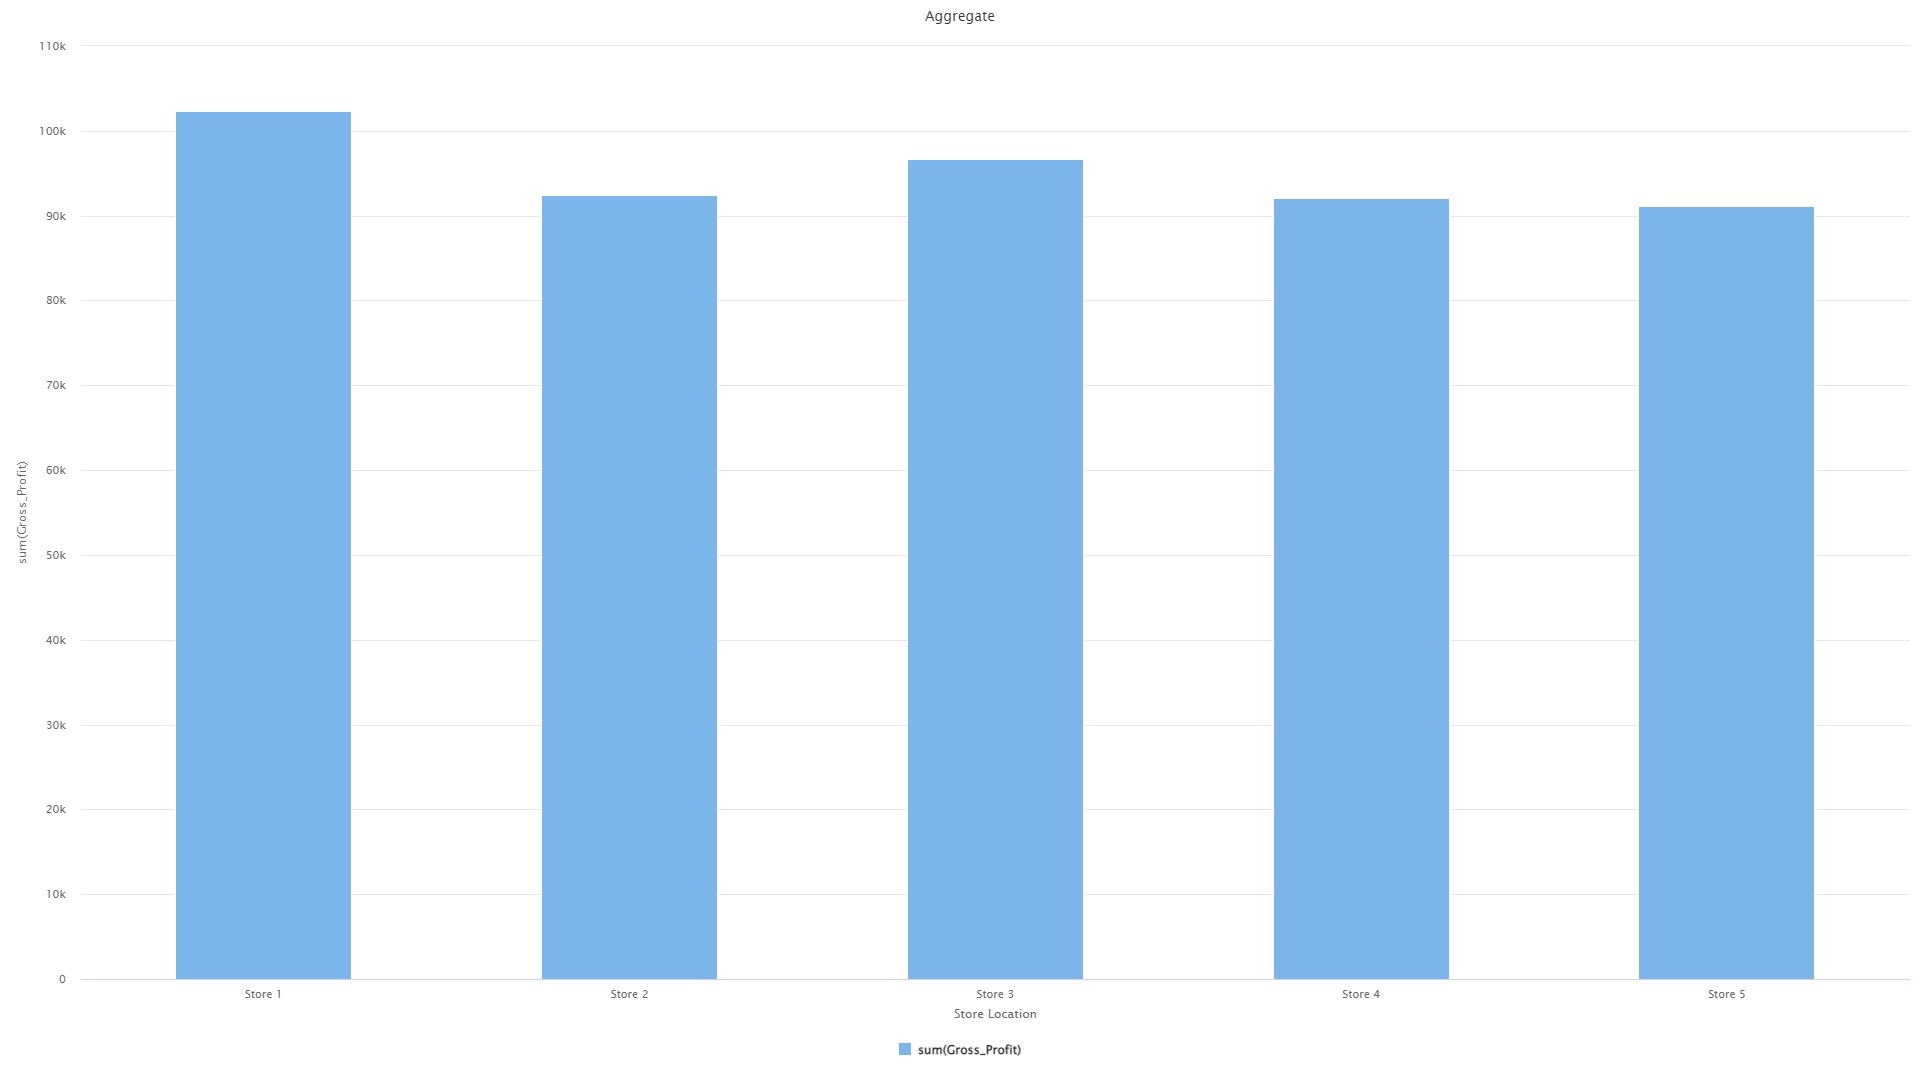 Aggregate
110k
100k
90k
80k
70k
60k
50k
40k
30k
20k
10k
0
sum(Gross_Profit)
Store 1
Store 2
Store 3
Store 4
Store 5
Store Location
sum(Gross_Profit)